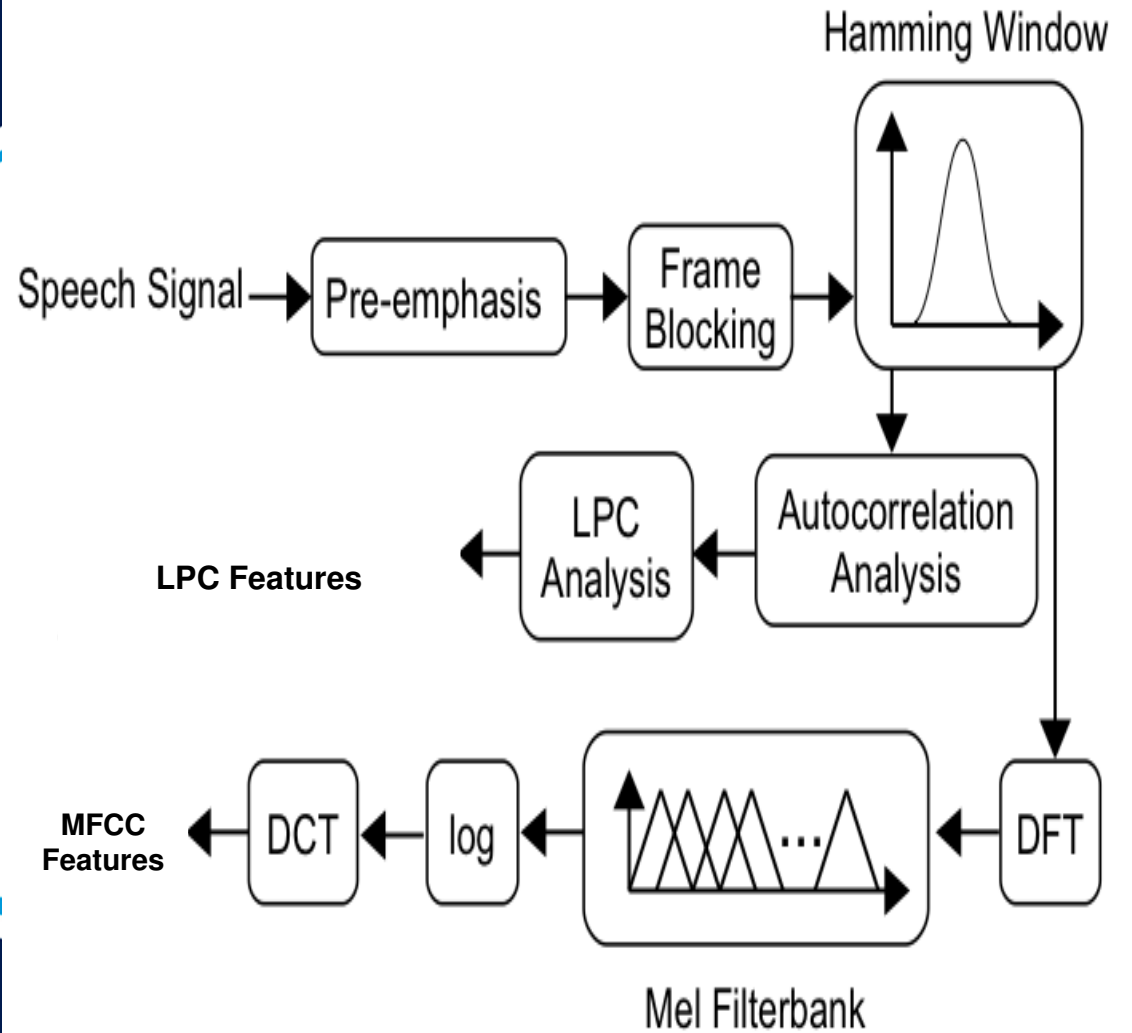 Hamming Window
Speech Signal
Pre-emphasis
Frame
Blocking
LPC
Analysis
Autocorrelation
Analysis
LPC Features
MFCC
Features
DCT
log
...
DFT
Mel Filterbank